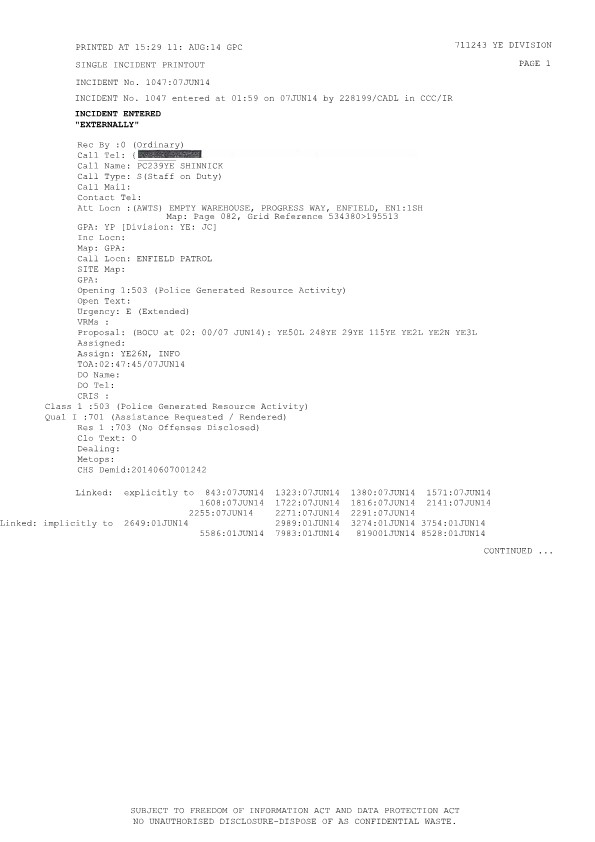 PRINTED AT 15:29 11: AUG:14 GPC
711243 YE DIVISION
SINGLE INCIDENT PRINTOUT
PAGE 1
INCIDENT No. 1047:07JUN14
INCIDENT No. 1047 entered at 01:59 on 07JUN14 by 228199/CADL in CCC/IR
INCIDENT ENTERED
"EXTERNALLY"
Rec By :0 (Ordinary)
Call Tel: (
Call Name: PC239YE SHINNICK
Call Type: S(Staff on Duty)
Call Mail:
Contact Tel:
Att Locn :(AWTS) EMPTY WAREHOUSE, PROGRESS WAY, ENFIELD, EN1:1SH
Map: Page 082, Grid Reference 534380>195513
GPA: YP [Division: YE: JC]
Inc Locn:
Map: GPA:
Call Locn: ENFIELD PATROL
SITE Map:
GPA:
Opening 1:503 (Police Generated Resource Activity)
Open Text:
Urgency: E (Extended)
VRMs :
Proposal: (BOCU at 02: 00/07 JUN14): YE50L 248YE 29YE 115YE YE2L YE2N YE3L
Assigned:
Assign: YE26N, INFO
TOA:02:47:45/07JUN14
DO Name:
DO Tel:
CRIS :
Class 1 :503 (Police Generated Resource Activity)
Qual I :701 (Assistance Requested / Rendered)
Res 1 :703 (No Offenses Disclosed)
Clo Text: O
Dealing:
Metops:
CHS Demid:20140607001242
Linked: explicitly to 843:07JUN14 1323:07JUN14 1380:07JUN14 1571:07JUN14
1608:07JUN14 1722:07JUN14 1816:07JUN14 2141:07JUN14
2255:07JUN14 2271:07JUN14 2291:07JUN14
Linked: implicitly to 2649:01JUN14 2989:01JUN14 3274:01JUN14 3754:01JUN14
5586:01JUN14 7983:01JUN14 81900lJUN14 8528:01JUN14
CONTINUED ...
SUBJECT TO FREEDOM OF INFORMATION ACT AND DATA PROTECTION ACT
NO UNAUTHORISED DISCLOSURE-DISPOSE OF AS CONFIDENTIAL WASTE.